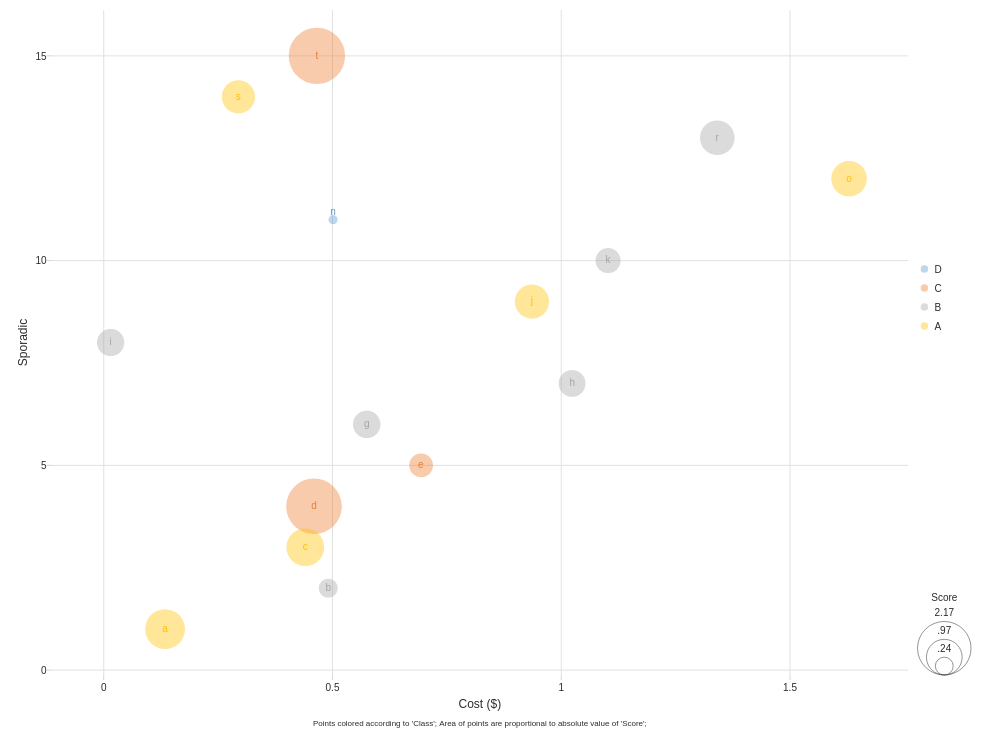 15
t
s
r
o
n
10
k
j
i
h
g
5
e
d
c
b
a
0
Sporadic
0 0.5 1 1.5
Cost ($)
Points colored according to 'Class'; Area of points are proportional to absolute value of 'Score';
D
C
B
A
Score
2.17
.97
.24